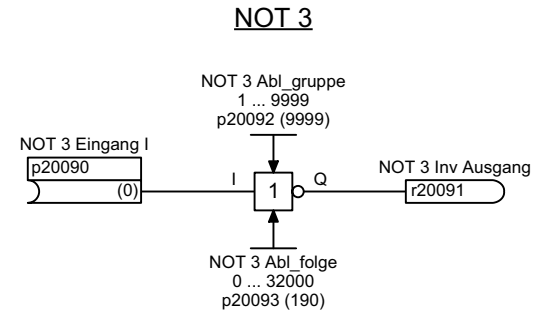 NOT 3
NOT 3 Abl_gruppe
1 ... 9999
p20092 (9999)
NOT 3 Eingang I
p20090
(0)
I
1
Q
NOT 3 Inv Ausgang
r20091
NOT 3 Abl_folge
0 ... 32000
p20093 (190)